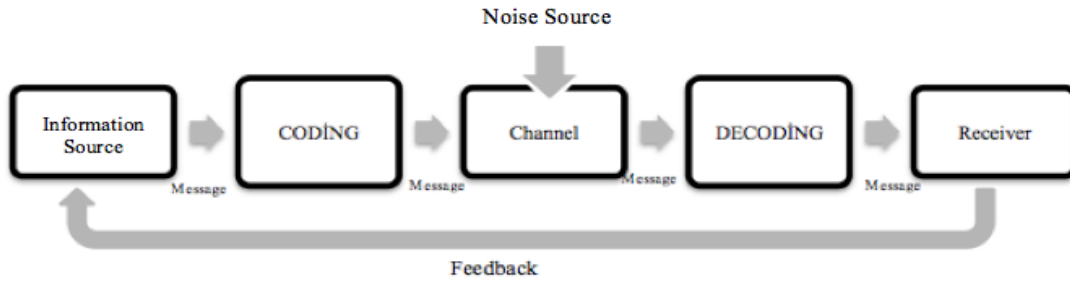 Noise Source
Information
Source
CODİNG
Channel
DECODİNG
Receiver
Message
Message
Message
Message
Feedback